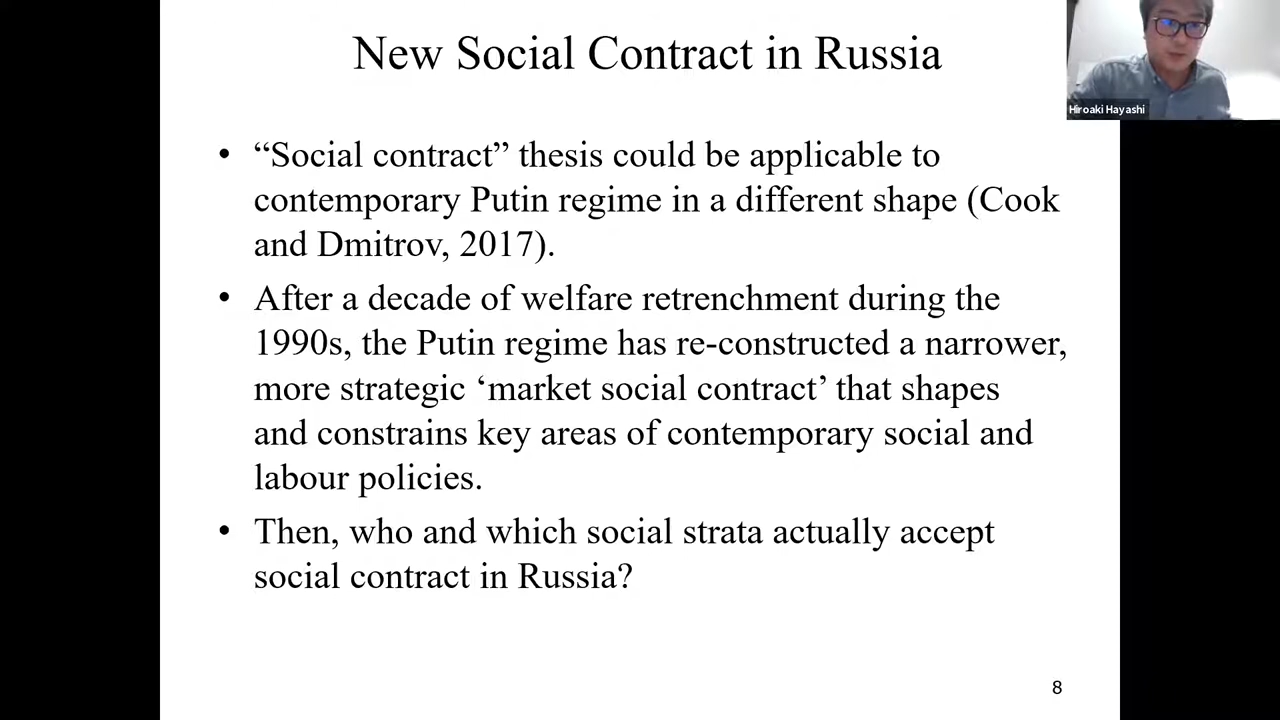 New Social Contract in Russia
Hiroaki Hayashi
• “Social contract” thesis could be applicable to
contemporary Putin regime in a different shape (Cook
and Dmitrov, 2017).
• After a decade of welfare retrenchment during the
1990s, the Putin regime has re-constructed a narrower,
more strategic ‘market social contract’ that shapes
and constrains key areas of contemporary social and
labour policies.
• Then, who and which social strata actually accept
social contract in Russia?
8